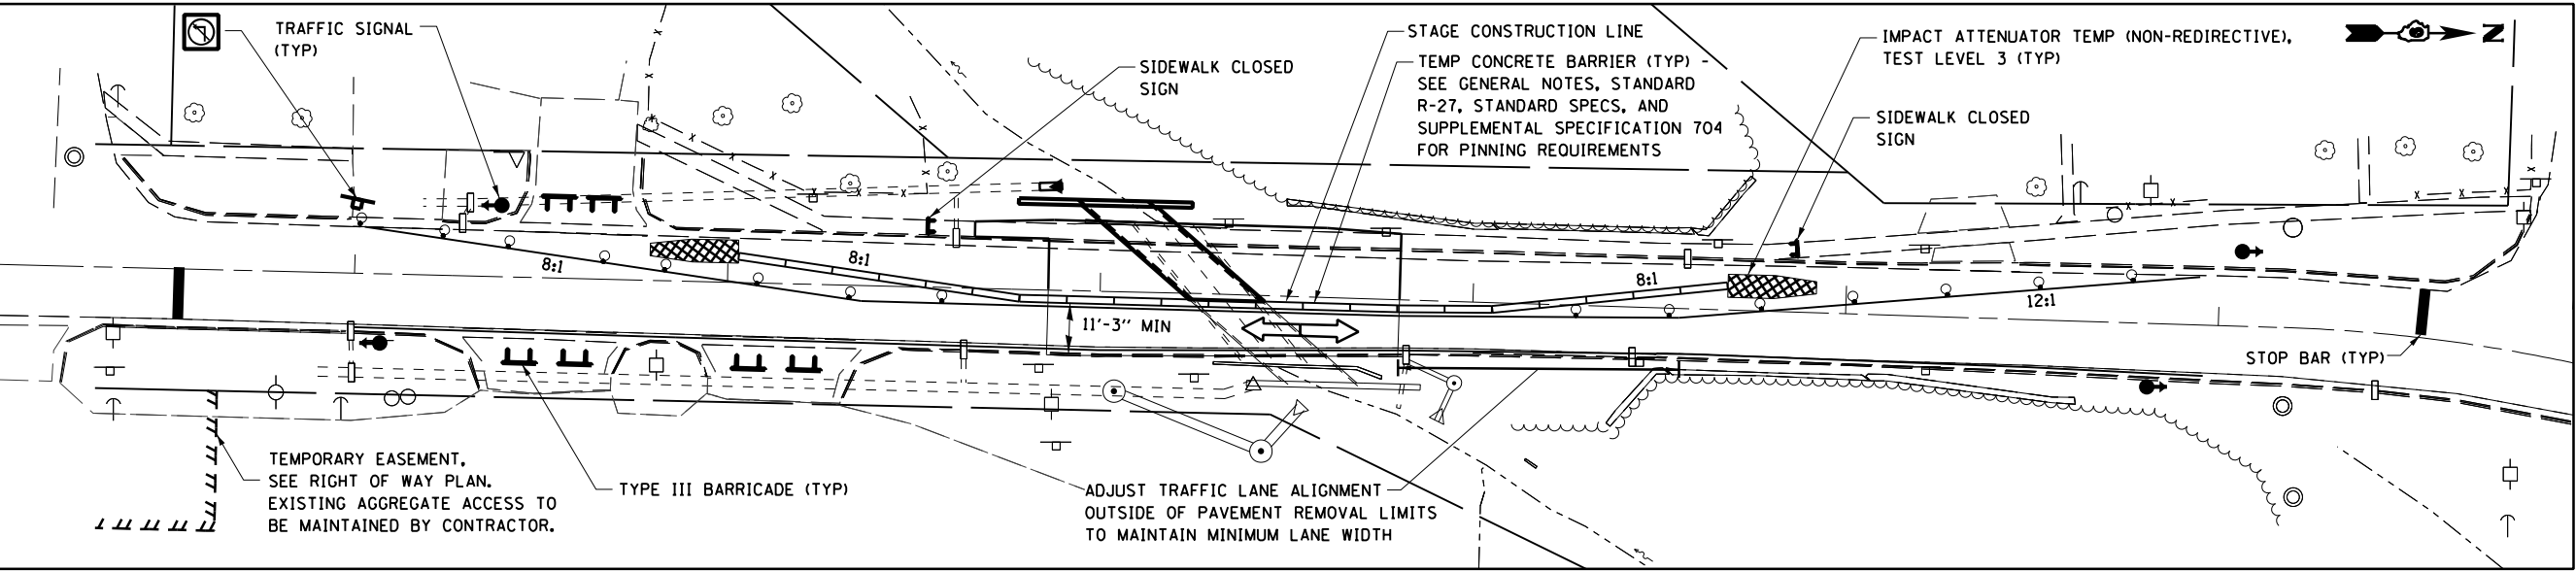 TRAFFIC SIGNAL
(TYP)
SIDEWALK CLOSED
SIGN
STAGE CONSTRUCTION LINE
TEMP CONCRETE BARRIER (TYP) -
SEE GENERAL NOTES, STANDARD
R-27, STANDARD SPECS, AND
SUPPLEMENTAL SPECIFICATION 704
FOR PINNING REQUIREMENTS
IMPACT ATTENUATOR TEMP (NON-REDIRECTIVE),
TEST LEVEL 3 (TYP)
SIDEWALK CLOSED
SIGN
N
8:1
8:1
8:1
12:1
11'-3" MIN
STOP BAR (TYP)
TEMPORARY EASEMENT,
SEE RIGHT OF WAY PLAN.
EXISTING AGGREGATE ACCESS TO
BE MAINTAINED BY CONTRACTOR.
TYPE III BARRICADE (TYP)
ADJUST TRAFFIC LANE ALIGNMENT
OUTSIDE OF PAVEMENT REMOVAL LIMITS
TO MAINTAIN MINIMUM LANE WIDTH